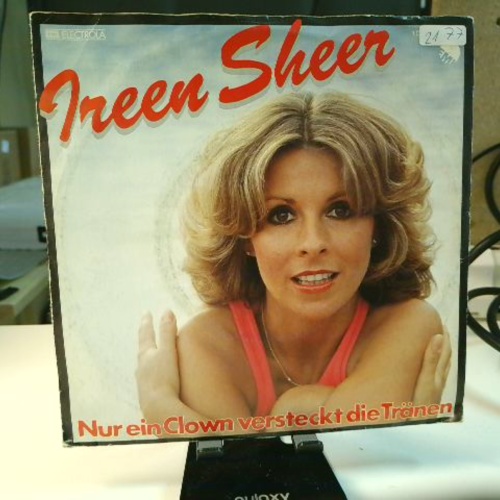 EMI ELECTROLA
Ireen Sheer
21 77
Nur ein Clown versteckt die Tränen